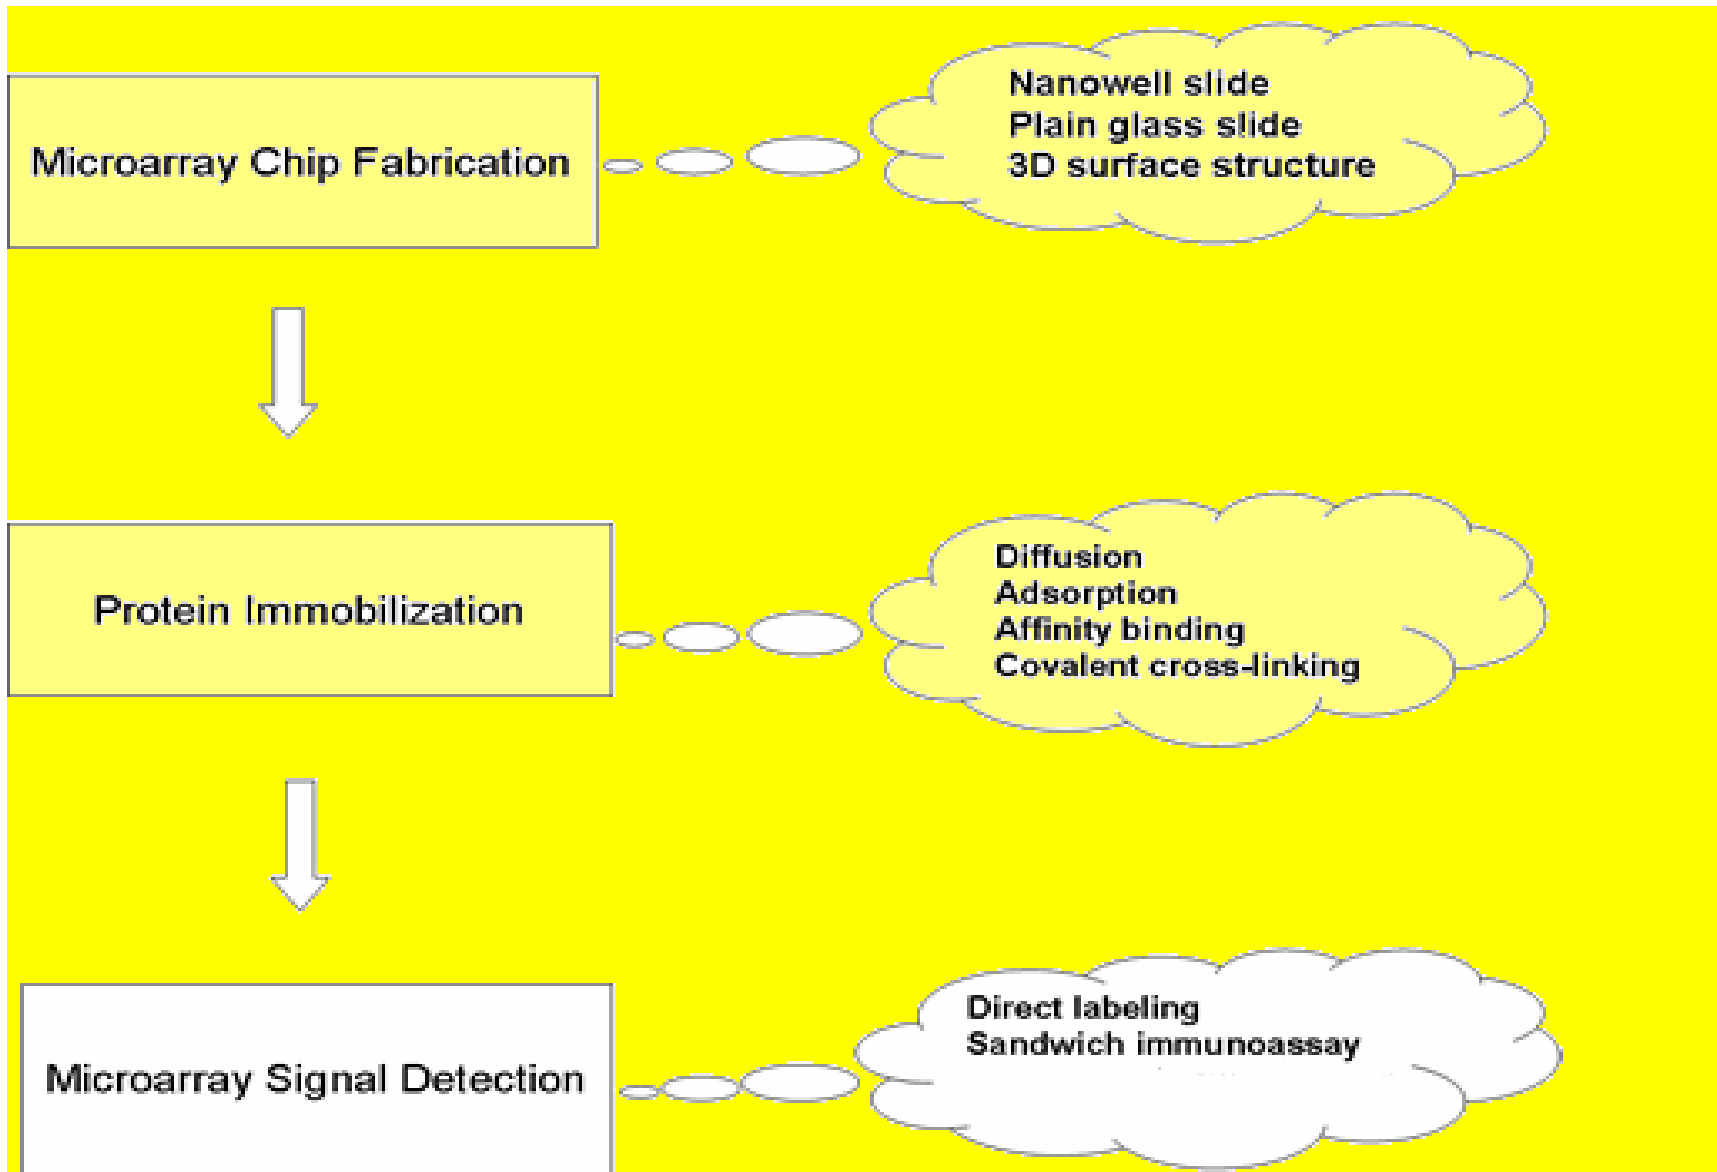 Microarray Chip Fabrication
Nanowell slide
Plain glass slide
3D surface structure
Protein Immobilization
Diffusion
Adsorption
Affinity binding
Covalent cross-linking
Microarray Signal Detection
Direct labeling
Sandwich immunoassay